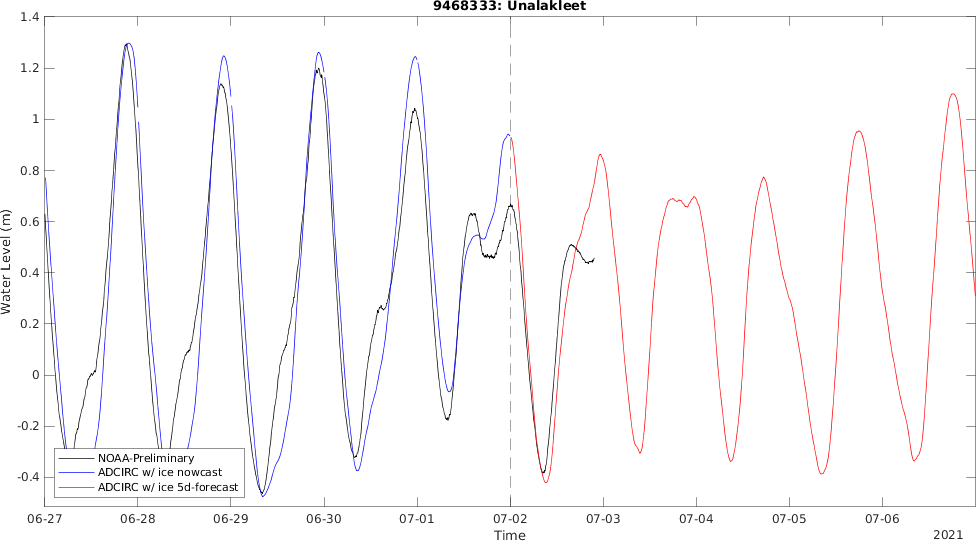 9468333: Unalakleet
1.4
1.2
1
0.8
0.6
0.4
0.2
0
-0.2
-0.4
Water Level (m)
NOAA-Preliminary
ADCIRC w/ ice nowcast
ADCIRC w/ ice 5d-forecast
06-27 06-28 06-29 06-30 07-01 07-02 07-03 07-04 07-05 07-06
Time
2021